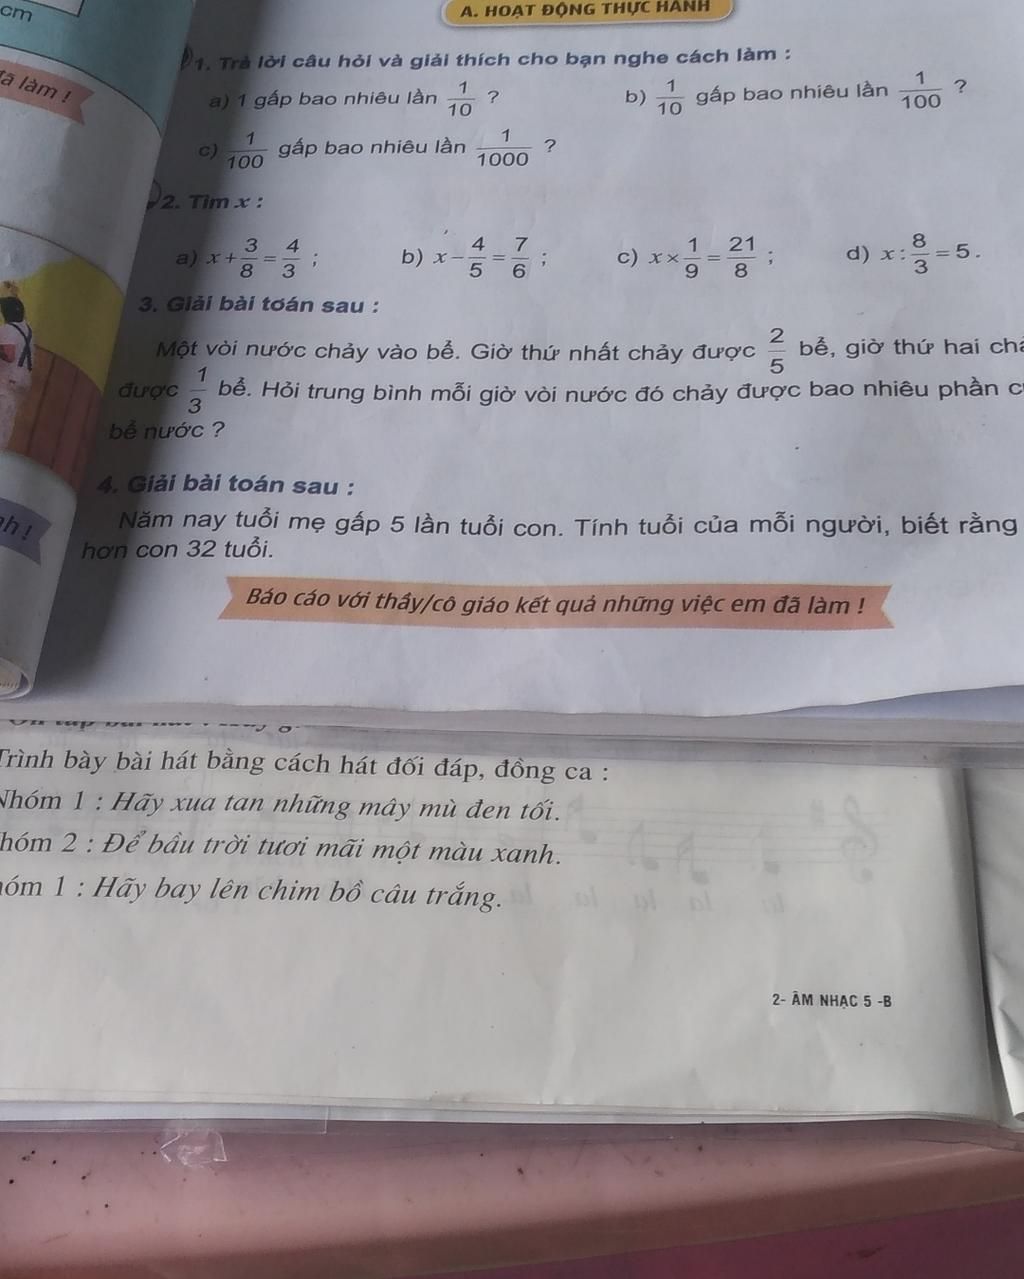 cm
A. HOẠT ĐỘNG THỰC HÀNH
đã làm !
1. Trả lời câu hỏi và giải thích cho bạn nghe cách làm :
a) 1 gấp bao nhiêu lần 1/10 ? b) 1/10 gấp bao nhiêu lần 1/100 ?
c) 1/100 gấp bao nhiêu lần 1/1000 ?
2. Tìm x :
a) x + 3/8 = 4/3 ; b) x − 4/5 = 7/6 ; c) x × 1/9 = 21/8 ; d) x : 8/3 = 5 .
3. Giải bài toán sau :
Một vòi nước chảy vào bể. Giờ thứ nhất chảy được 2/5 bể, giờ thứ hai
được 1/3 bể. Hỏi trung bình mỗi giờ vòi nước đó chảy được bao nhiêu phần
bể nước ?
4. Giải bài toán sau :
Năm nay tuổi mẹ gấp 5 lần tuổi con. Tính tuổi của mỗi người, biết rằng
hơn con 32 tuổi.
Báo cáo với thầy/cô giáo kết quả những việc em đã làm !
Trình bày bài hát bằng cách hát đối đáp, đồng ca :
Nhóm 1 : Hãy xua tan những mây mù đen tối.
Nhóm 2 : Để bầu trời tươi mãi một màu xanh.
Nhóm 1 : Hãy bay lên chim bồ câu trắng.
2- ÂM NHẠC 5 -B